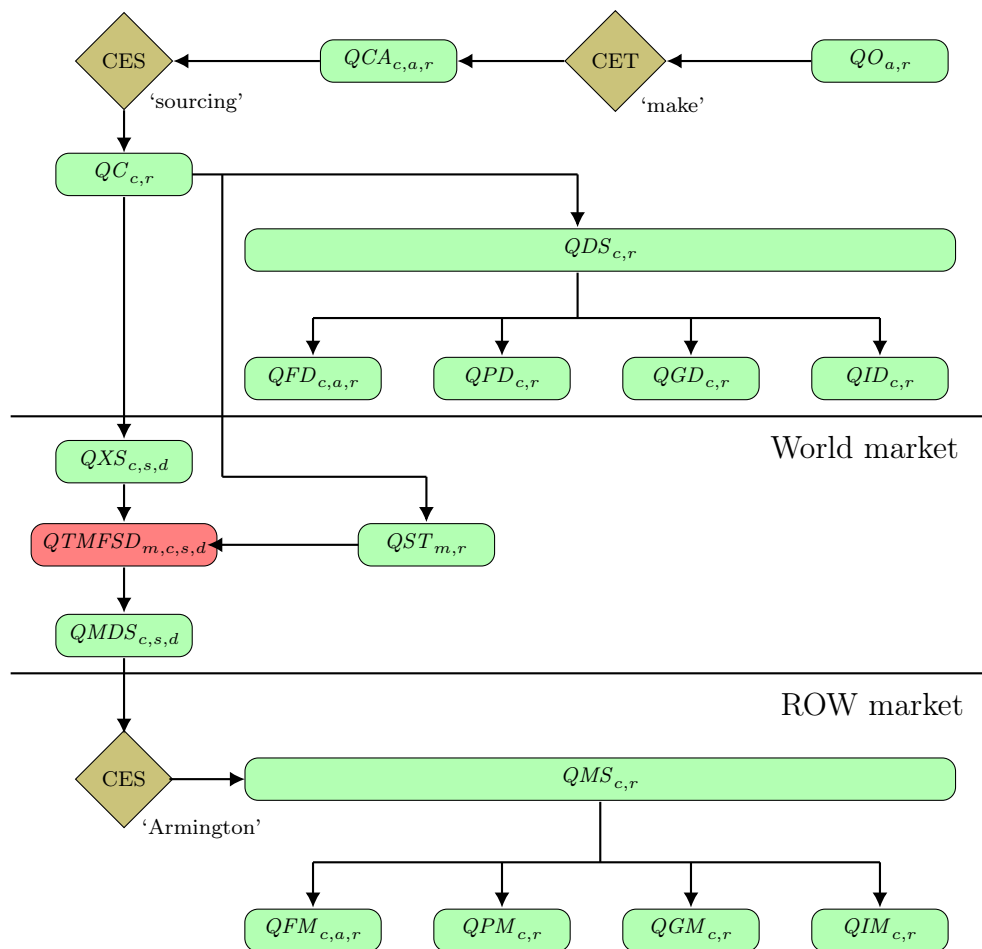 CES QCA_{c,a,r} CET QO_{a,r}
‘sourcing’ ‘make’
QC_{c,r}
QDS_{c,r}
QFD_{c,a,r} QPD_{c,r} QGD_{c,r} QID_{c,r}
World market
QXS_{c,s,d}
QTMFSD_{m,c,s,d} QST_{m,r}
QMDS_{c,s,d}
ROW market
CES QMS_{c,r}
‘Armington’
QFM_{c,a,r} QPM_{c,r} QGM_{c,r} QIM_{c,r}